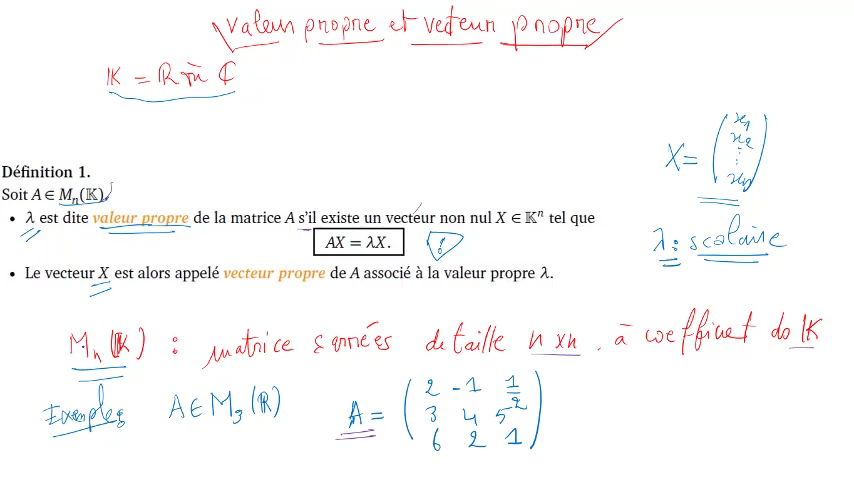 Valeur propre et vecteur propre
𝕂 = ℝ où ℂ
X = (x₁ x₂ ⋮ xₙ)
Définition 1.
Soit A ∈ Mₙ(𝕂).
• λ est dite valeur propre de la matrice A s'il existe un vecteur non nul X ∈ 𝕂ⁿ tel que
AX = λX.
λ : scalaire
• Le vecteur X est alors appelé vecteur propre de A associé à la valeur propre λ.
Mₙ(𝕂) : matrice carrées de taille n×n, à coefficient do 𝕂
Exemples A ∈ M₃(ℝ) A =
2 -1 1/2
3 4 5
6 2 1